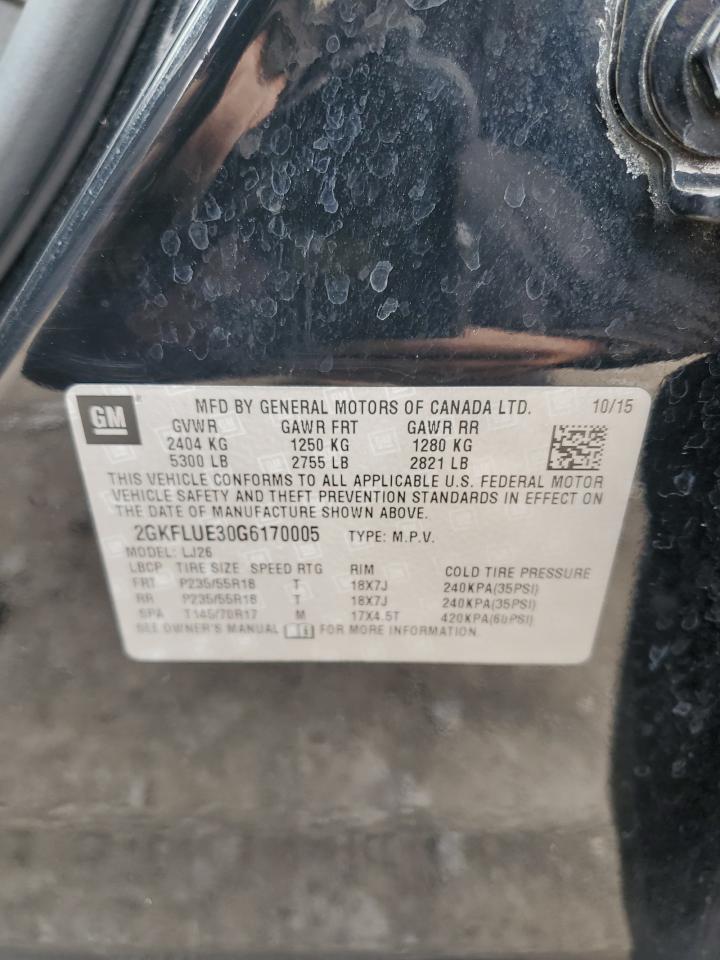 GM ® MFD BY GENERAL MOTORS OF CANADA LTD. 10/15
GVWR GAWR FRT GAWR RR
2404 KG 1250 KG 1280 KG
5300 LB 2755 LB 2821 LB
THIS VEHICLE CONFORMS TO ALL APPLICABLE U.S. FEDERAL MOTOR
VEHICLE SAFETY AND THEFT PREVENTION STANDARDS IN EFFECT ON
THE DATE OF MANUFACTURE SHOWN ABOVE.
2GKFLUE30G6170005 TYPE: M.P.V.
MODEL: LJ26
LBCP TIRE SIZE SPEED RTG RIM COLD TIRE PRESSURE
FRT P235/55R18 T 18X7J 240KPA(35PSI)
RR P235/55R18 T 18X7J 240KPA(35PSI)
SPA T145/70R17 M 17X4.5T 420KPA(60PSI)
SEE OWNER'S MANUAL FOR MORE INFORMATION.